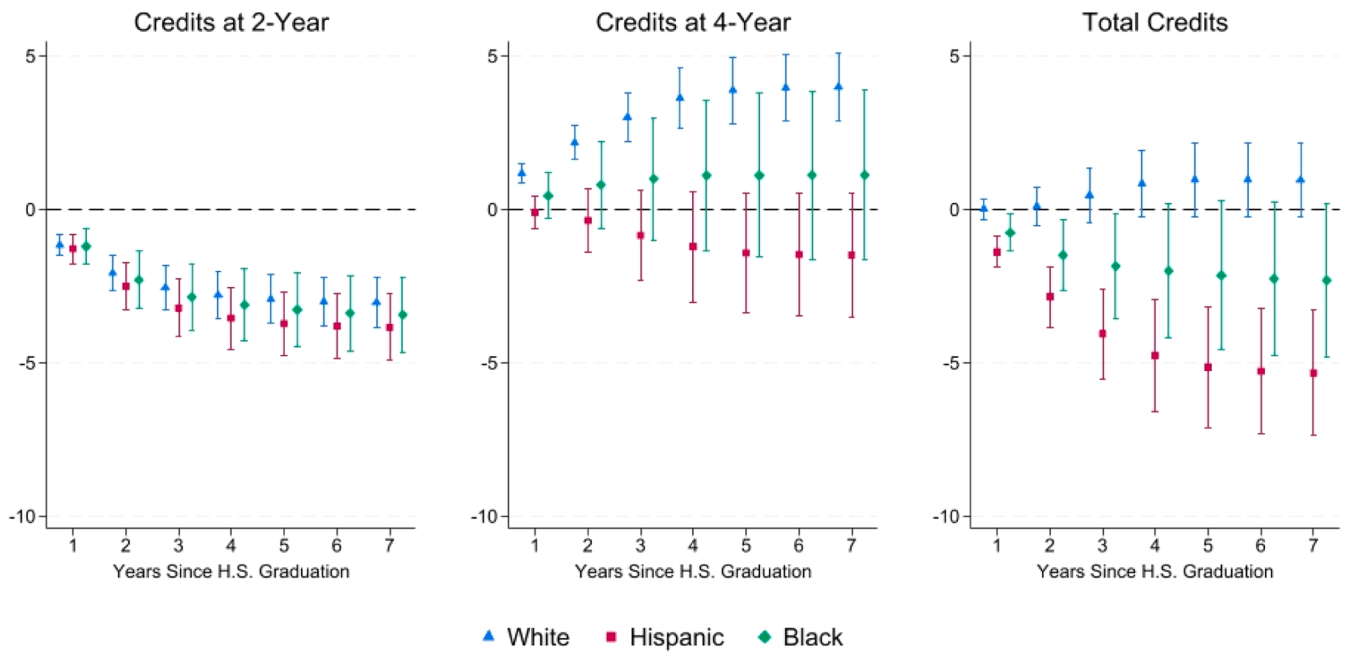 Credits at 2-Year
5
0
-5
-10
1 2 3 4 5 6 7
Years Since H.S. Graduation
Credits at 4-Year
5
0
-5
-10
1 2 3 4 5 6 7
Years Since H.S. Graduation
Total Credits
5
0
-5
-10
1 2 3 4 5 6 7
Years Since H.S. Graduation
White Hispanic Black